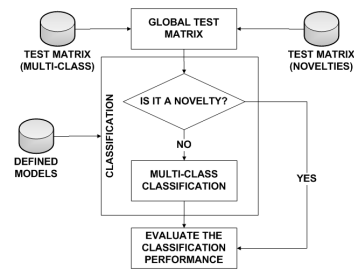 GLOBAL TEST
MATRIX
TEST MATRIX
(MULTI-CLASS)
TEST MATRIX
(NOVELTIES)
CLASSIFICATION
IS IT A NOVELTY?
NO
YES
DEFINED
MODELS
MULTI-CLASS
CLASSIFICATION
EVALUATE THE
CLASSIFICATION
PERFORMANCE